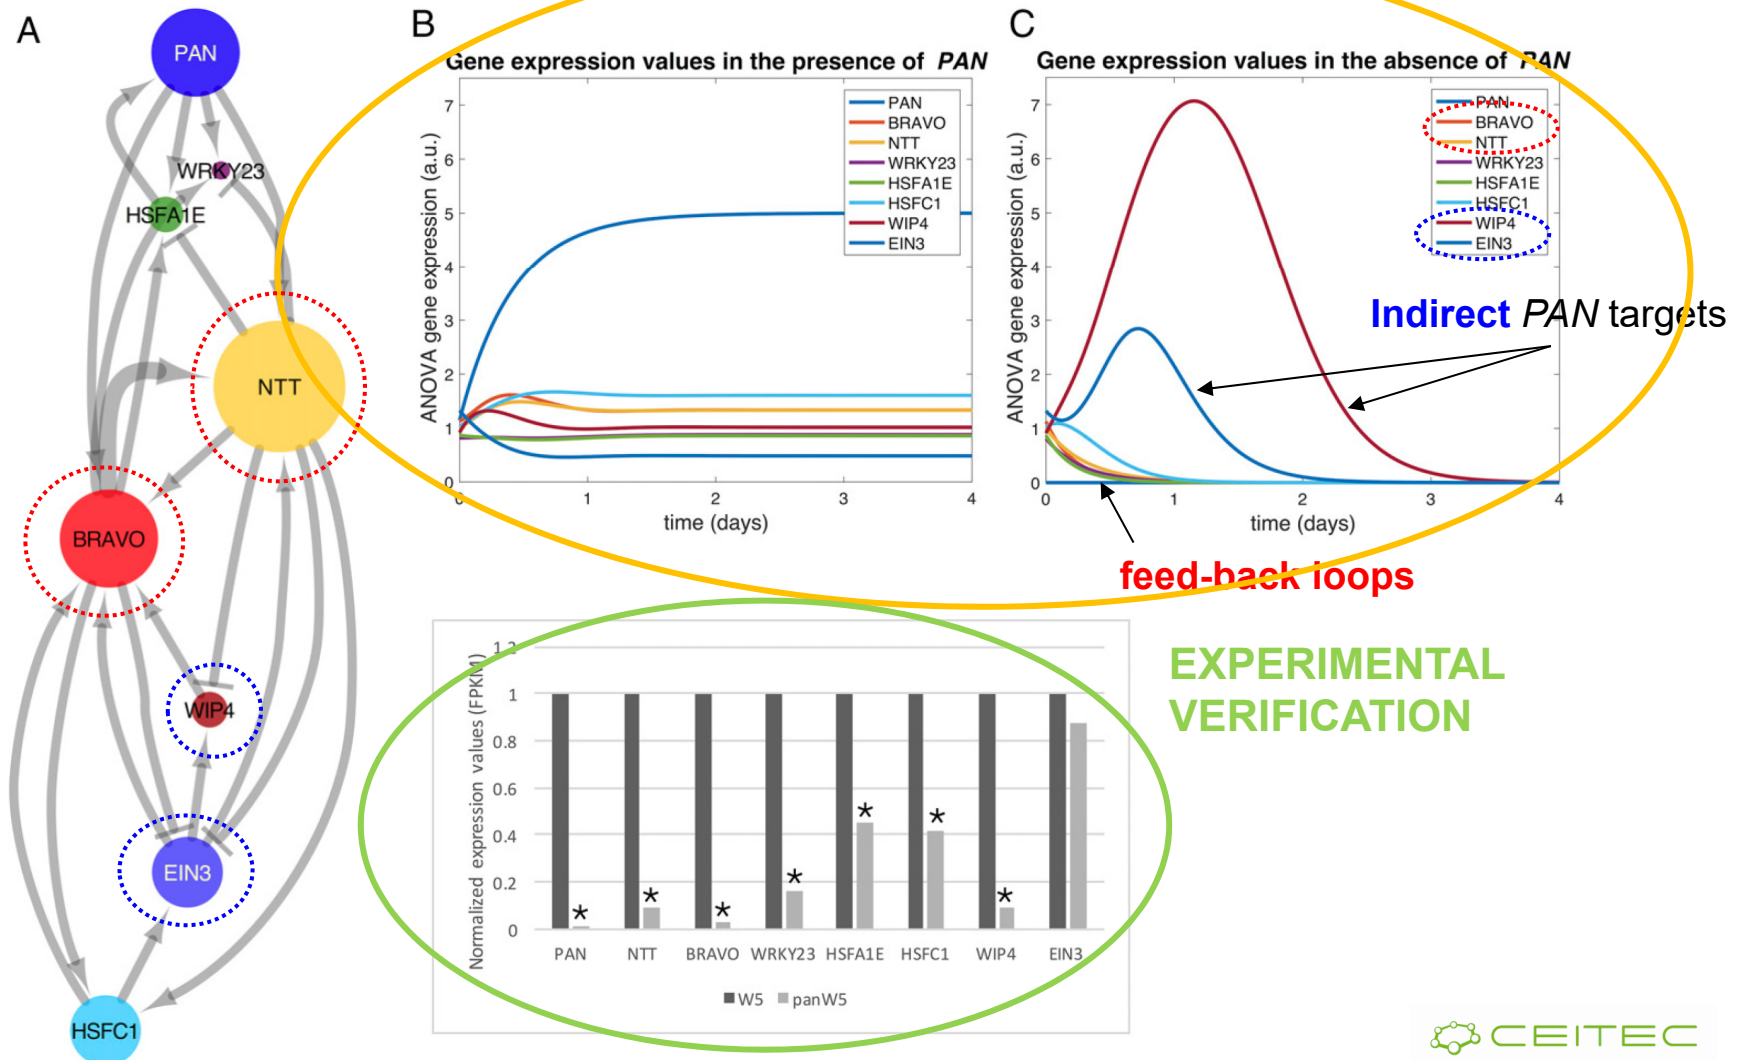 A
PAN
WRKY23
HSFA1E
NTT
BRAVO
WIP4
EIN3
HSFC1
B
Gene expression values in the presence of PAN
ANOVA gene expression (a.u.)
7
6
5
4
3
2
1
0
0
1
2
3
4
time (days)
PAN
BRAVO
NTT
WRKY23
HSFA1E
HSFC1
WIP4
EIN3
C
Gene expression values in the absence of PAN
ANOVA gene expression (a.u.)
7
6
5
4
3
2
1
0
0
1
2
3
4
time (days)
PAN
BRAVO
NTT
WRKY23
HSFA1E
HSFC1
WIP4
EIN3
Indirect PAN targets
feed-back loops
Normalized expression values (FPKM)
1.2
1
0.8
0.6
0.4
0.2
0
* * * * * * *
PAN NTT BRAVO WRKY23 HSFA1E HSFC1 WIP4 EIN3
W5 panW5
EXPERIMENTAL
VERIFICATION
CEITEC